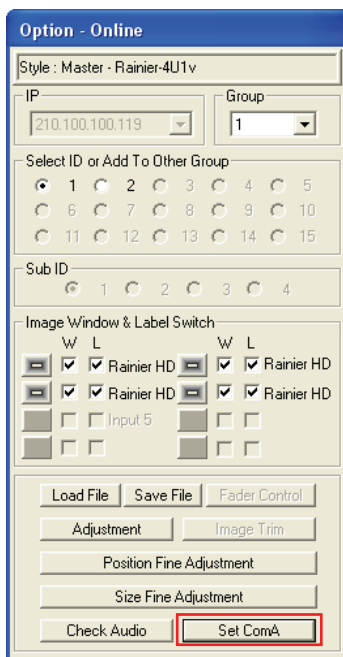 Option - Online
Style : Master - Rainier-4U1v
IP Group
210.100.100.119 1
Select ID or Add To Other Group
1 2 3 4 5
6 7 8 9 10
11 12 13 14 15
Sub ID
1 2 3 4
Image Window & Label Switch
W L W L
Rainier HD Rainier HD
Rainier HD Rainier HD
Input 5
Load File Save File Fader Control
Adjustment Image Trim
Position Fine Adjustment
Size Fine Adjustment
Check Audio Set ComA